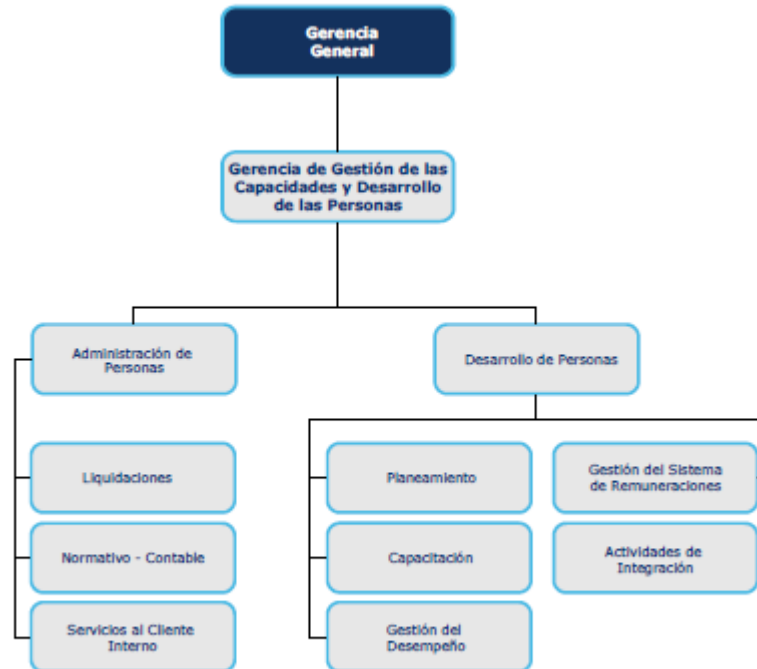 Gerencia
General
Gerencia de Gestión de las
Capacidades y Desarrollo
de las Personas
Administración de
Personas
Desarrollo de Personas
Liquidaciones
Planeamiento
Gestión del Sistema
de Remuneraciones
Normativo - Contable
Capacitación
Actividades de
Integración
Servicios al Cliente
Interno
Gestión del
Desempeño